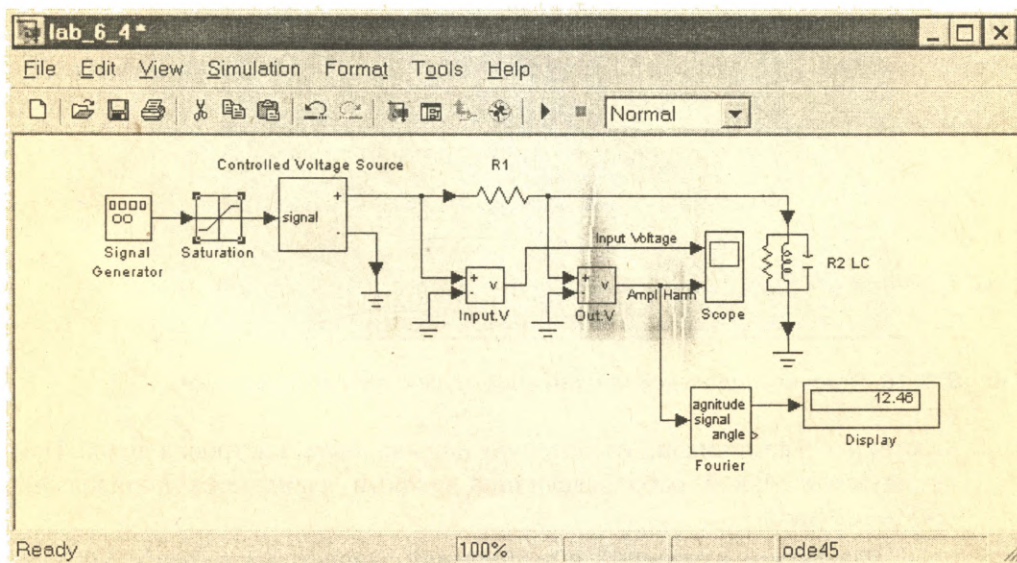 lab_6_4 *
File Edit View Simulation Format Tools Help
Normal
Controlled Voltage Source
R1
signal
+
-
Signal
Generator
Saturation
Input Voltage
R2 LC
+
-
v
Input.V
+
-
v
Out.V
Ampl Harm
Scope
agnitude
signal
angle
Fourier
12.46
Display
Ready 100% ode45